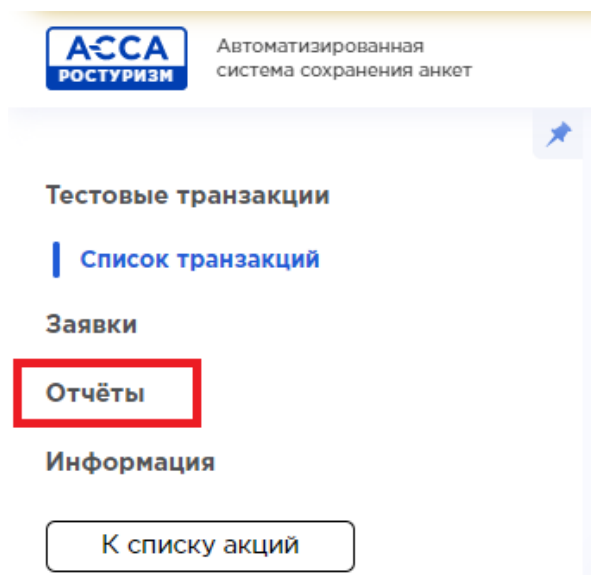 АССА
РОСТУРИЗМ
Автоматизированная
система сохранения анкет
Тестовые транзакции
Список транзакций
Заявки
Отчёты
Информация
К списку акций